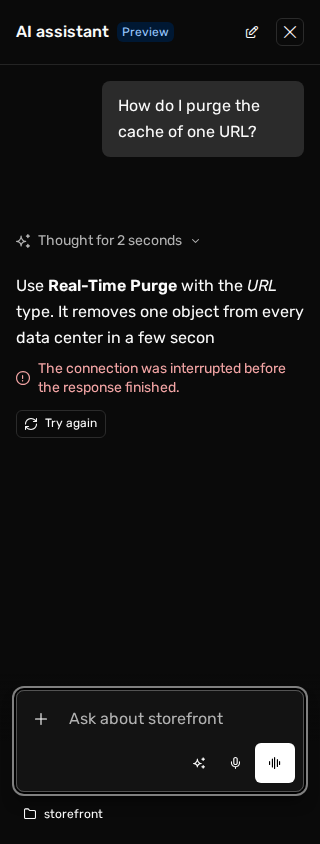 AI assistant Preview
How do I purge the
cache of one URL?
Thought for 2 seconds
Use Real-Time Purge with the URL
type. It removes one object from every
data center in a few secon
The connection was interrupted before
the response finished.
Try again
Ask about storefront
storefront